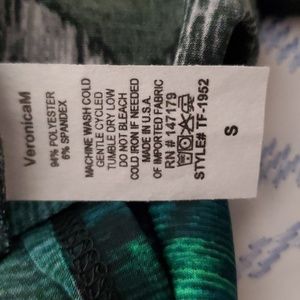 VeronicaM
94% POLYESTER
6% SPANDEX
MACHINE WASH COLD
GENTLE CYCLED
TUMBLE DRY LOW
DO NOT BLEACH
COLD IRON IF NEEDED
MADE IN U.S.A.
OF IMPORTED FABRIC
RN # 147179
STYLE# TF-1952
S